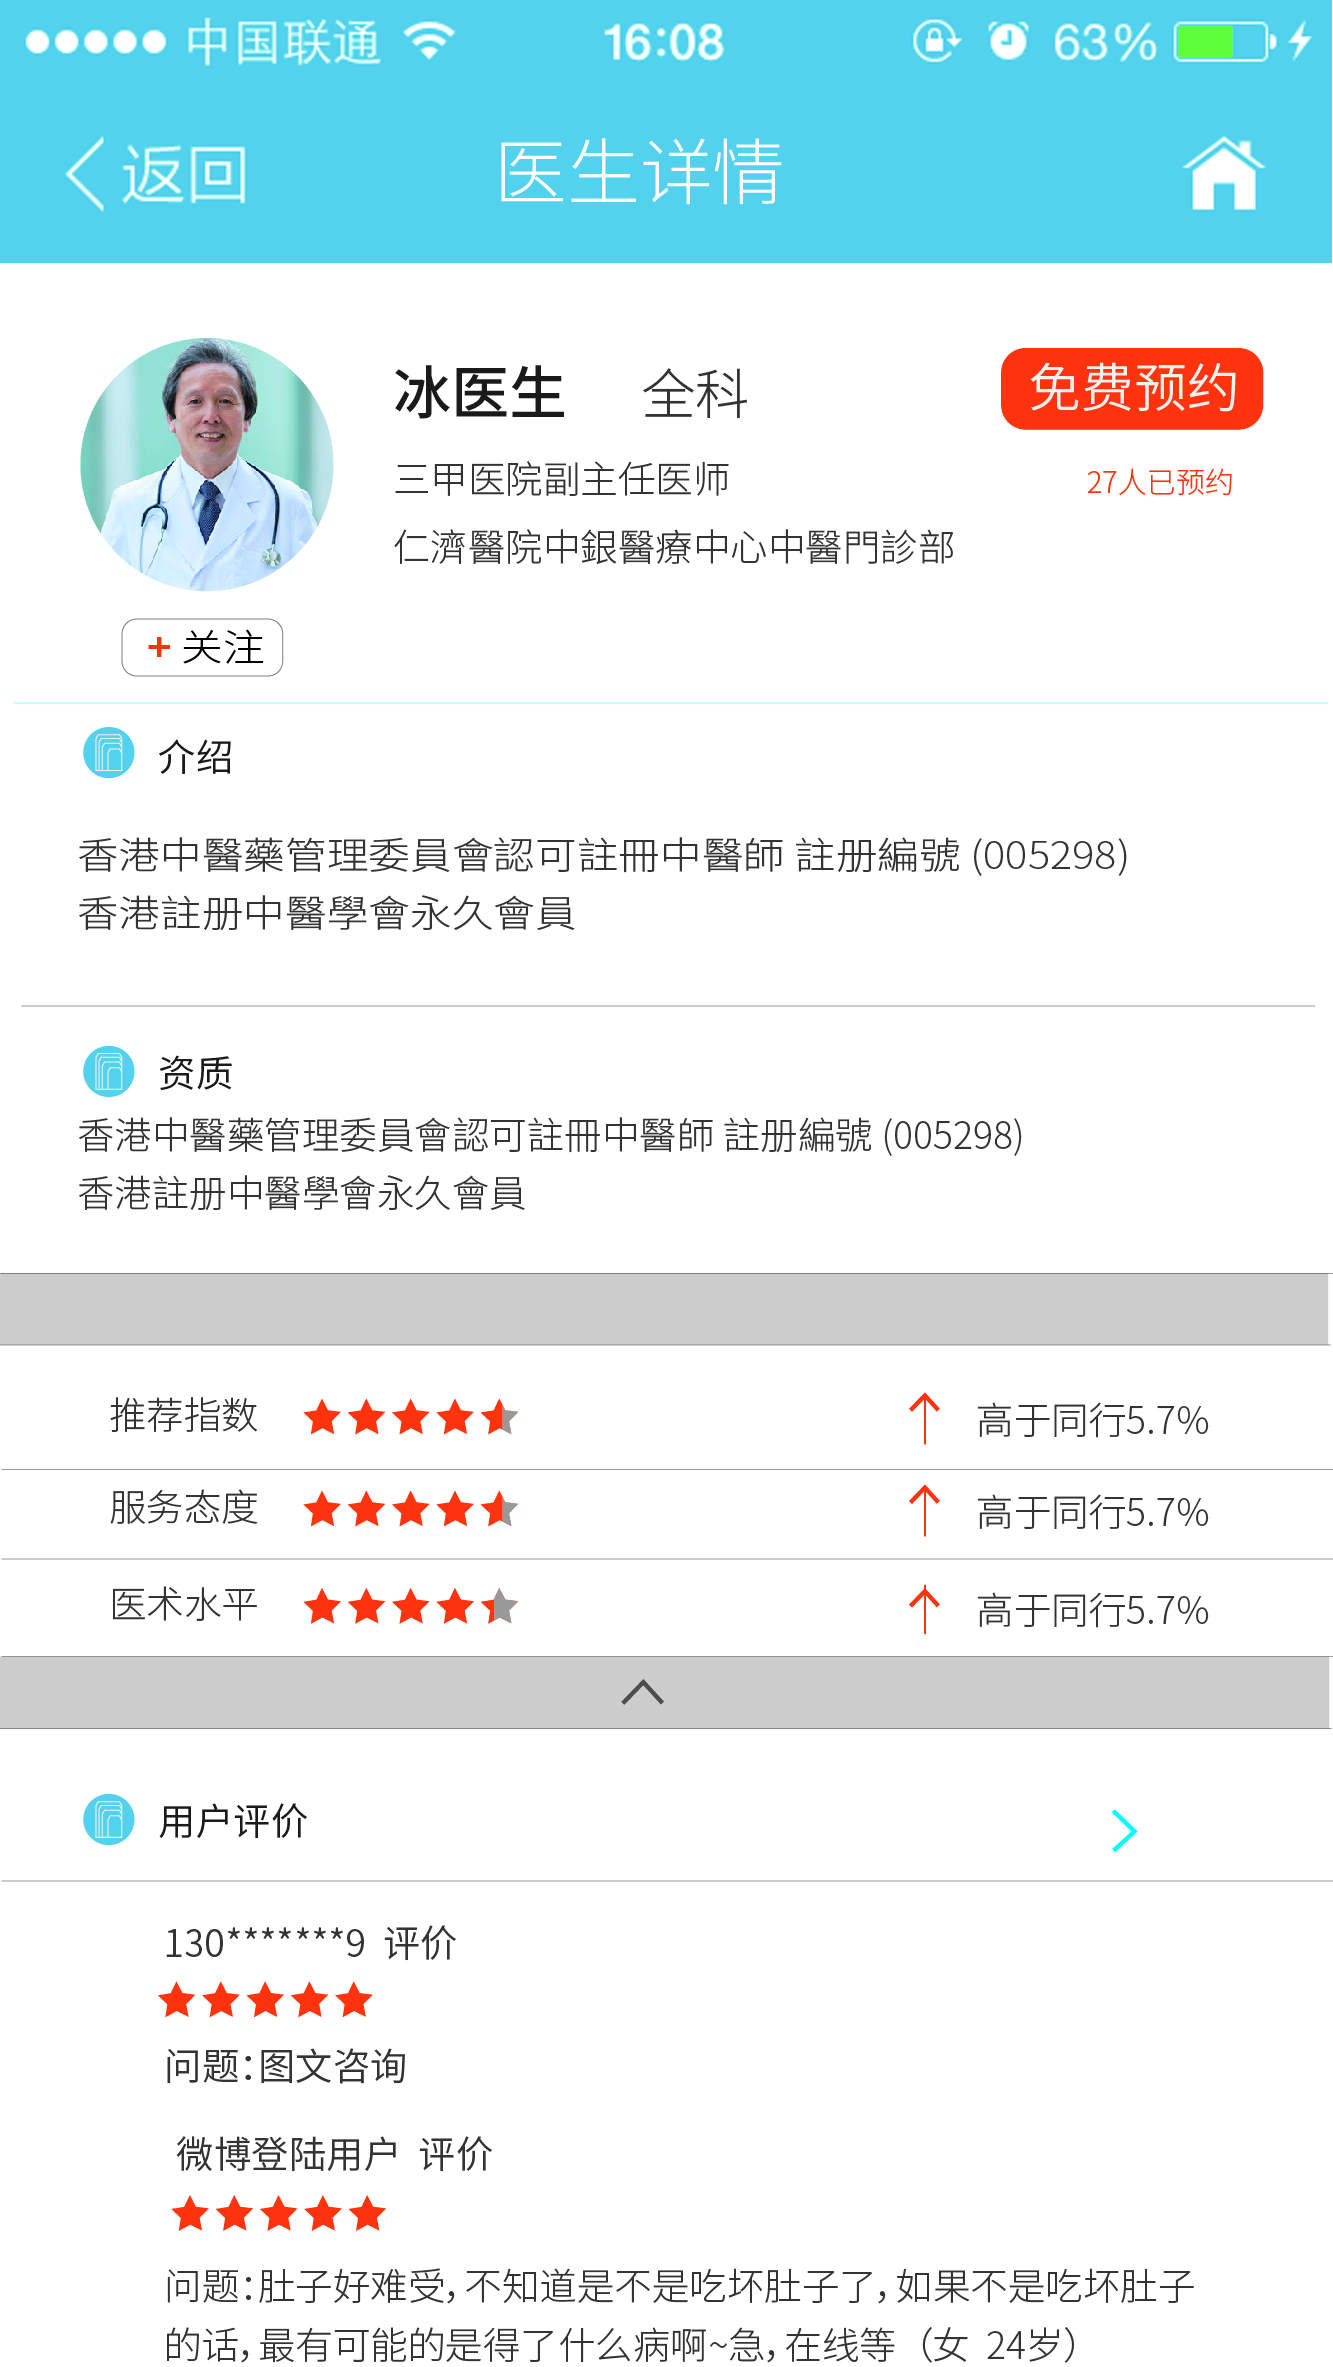 中国联通 16:08 63%
返回 医生详情
冰医生 全科 免费预约
三甲医院副主任医师 27人已预约
仁濟醫院中銀醫療中心中醫門診部
+ 关注
介绍
香港中醫藥管理委員會認可註冊中醫師 註册編號 (005298)
香港註册中醫學會永久會員
资质
香港中醫藥管理委員會認可註冊中醫師 註册編號 (005298)
香港註册中醫學會永久會員
推荐指数 高于同行5.7%
服务态度 高于同行5.7%
医术水平 高于同行5.7%
用户评价
130*******9 评价
问题：图文咨询
微博登陆用户 评价
问题：肚子好难受，不知道是不是吃坏肚子了，如果不是吃坏肚子
的话，最有可能的是得了什么病啊~急，在线等（女 24岁）